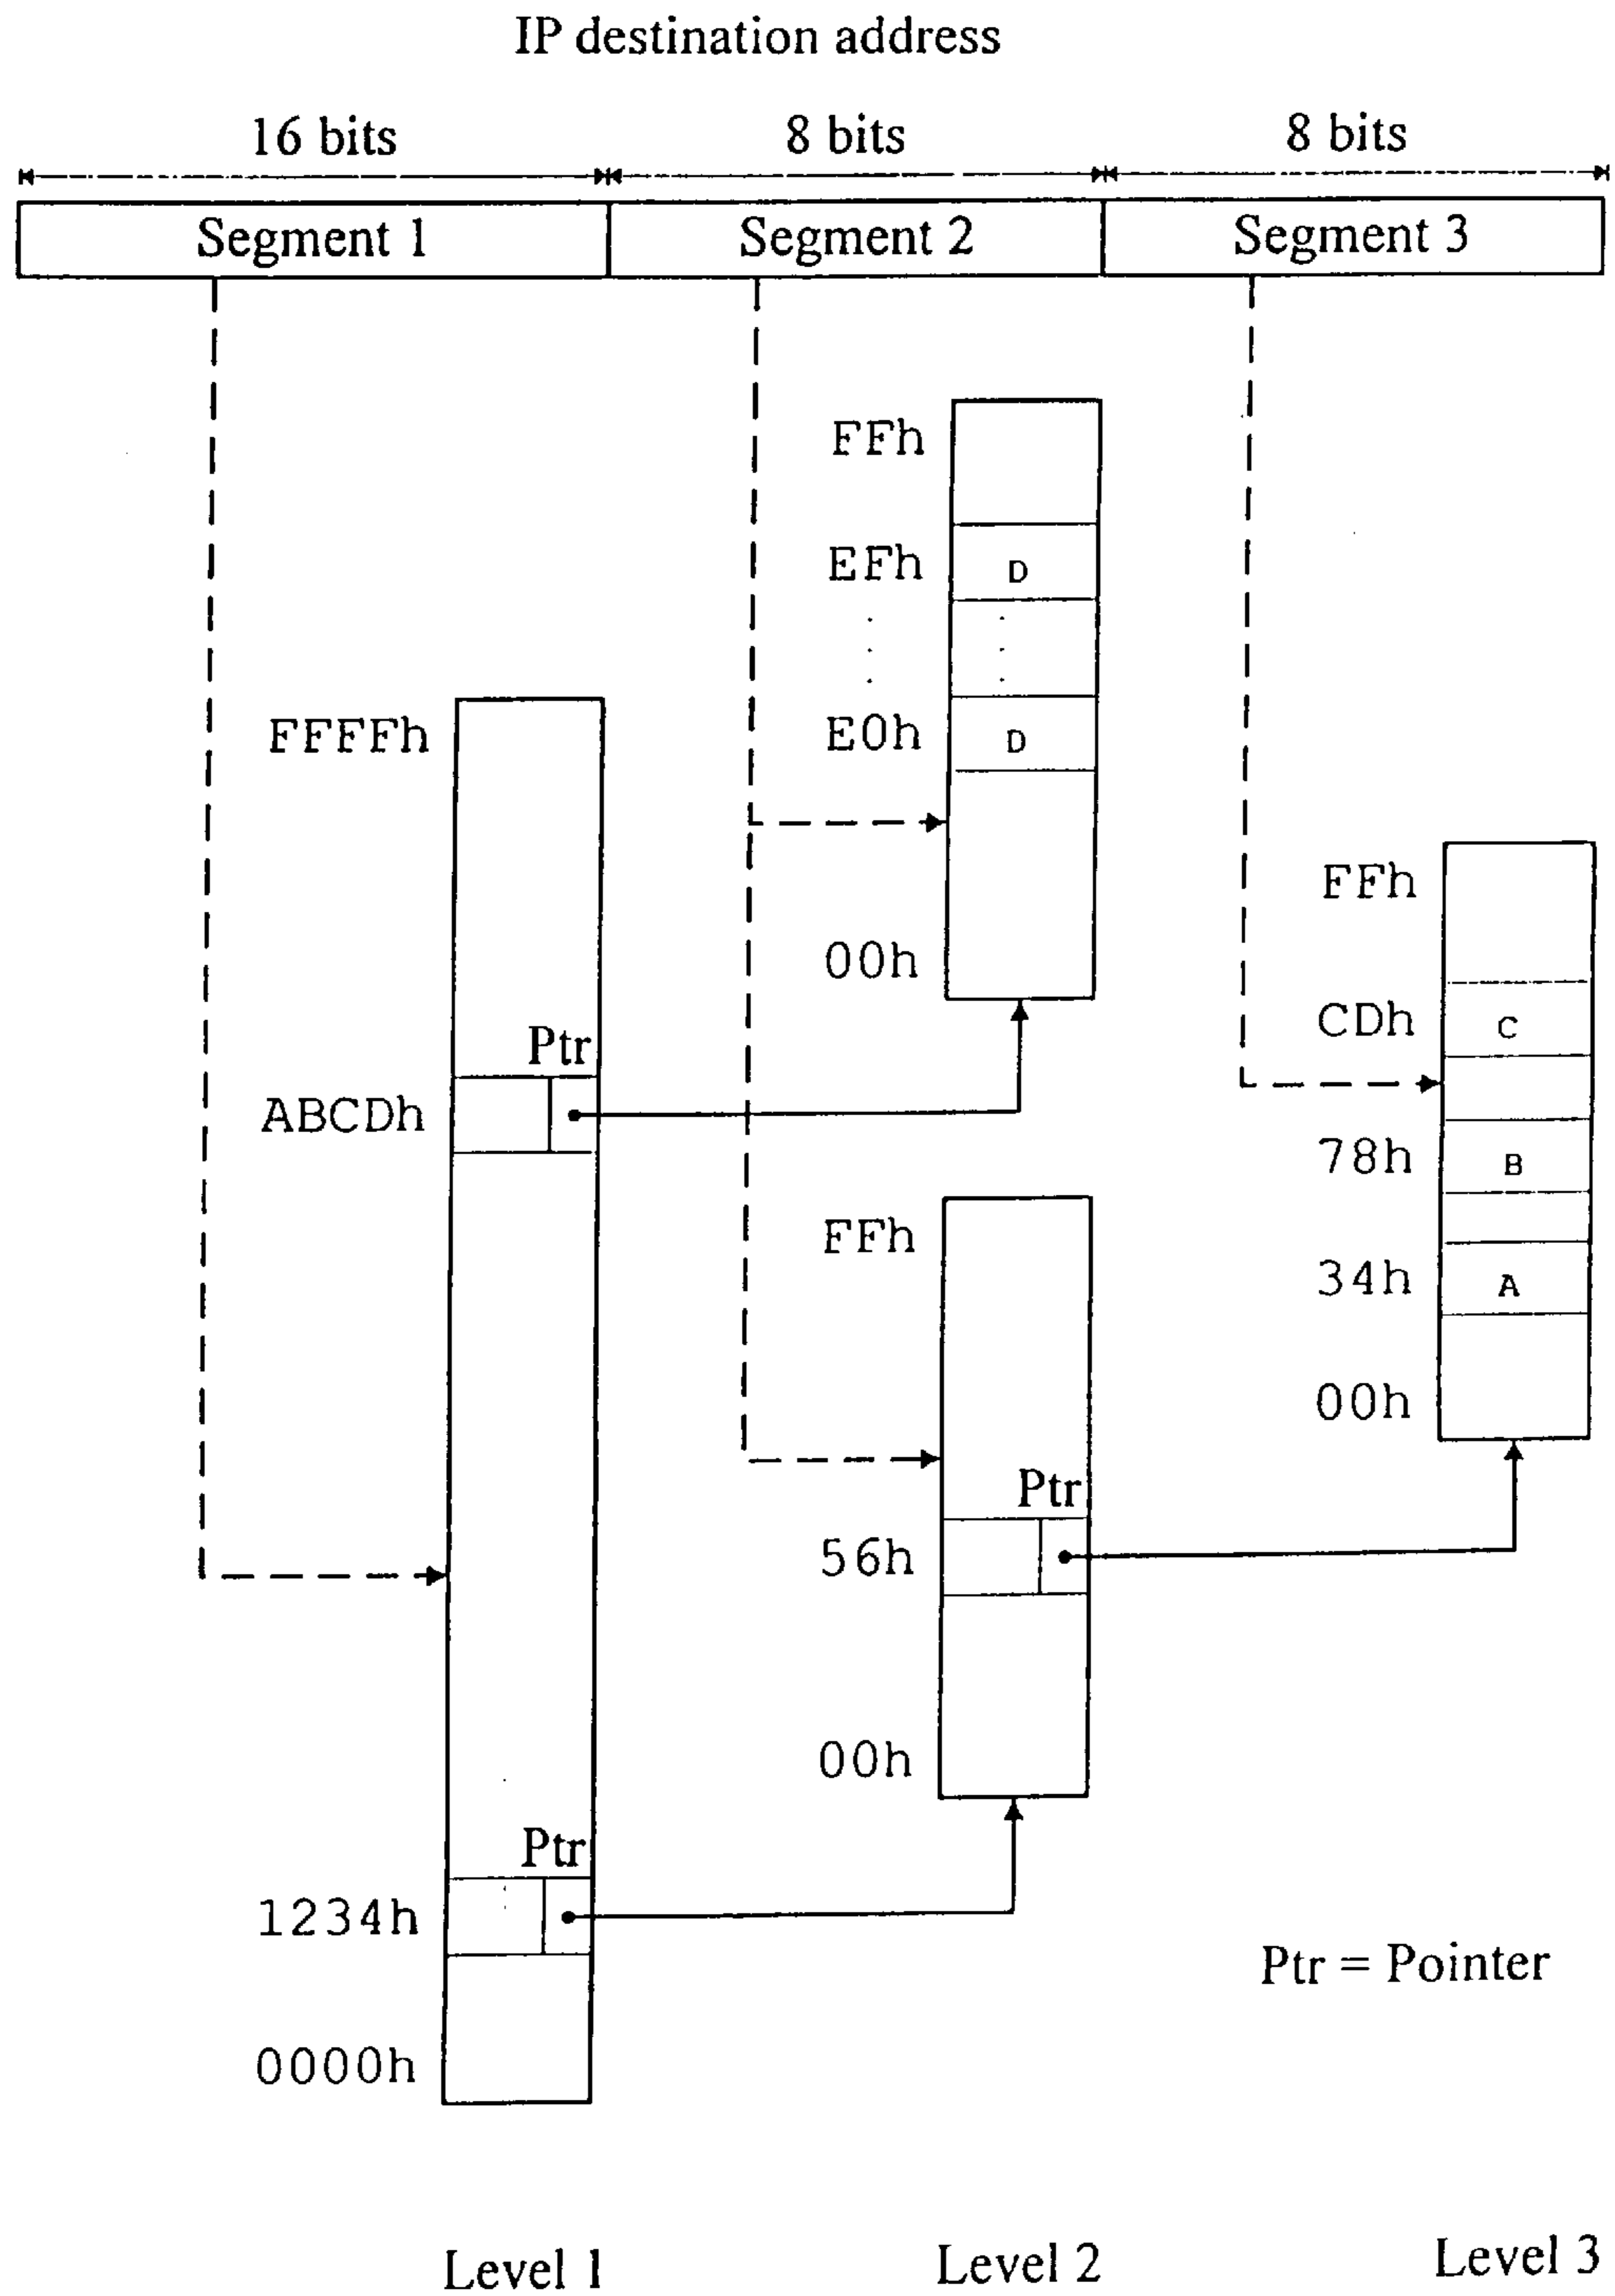 IP destination address
16 bits 8 bits 8 bits
Segment 1 Segment 2 Segment 3
FFh
EFh D
E0h D
00h
FFFFh
Ptr
ABCDh
Ptr
1234h
0000h
FFh
Ptr
56h
00h
FFh
CDh C
78h B
34h A
00h
Ptr = Pointer
Level 1 Level 2 Level 3